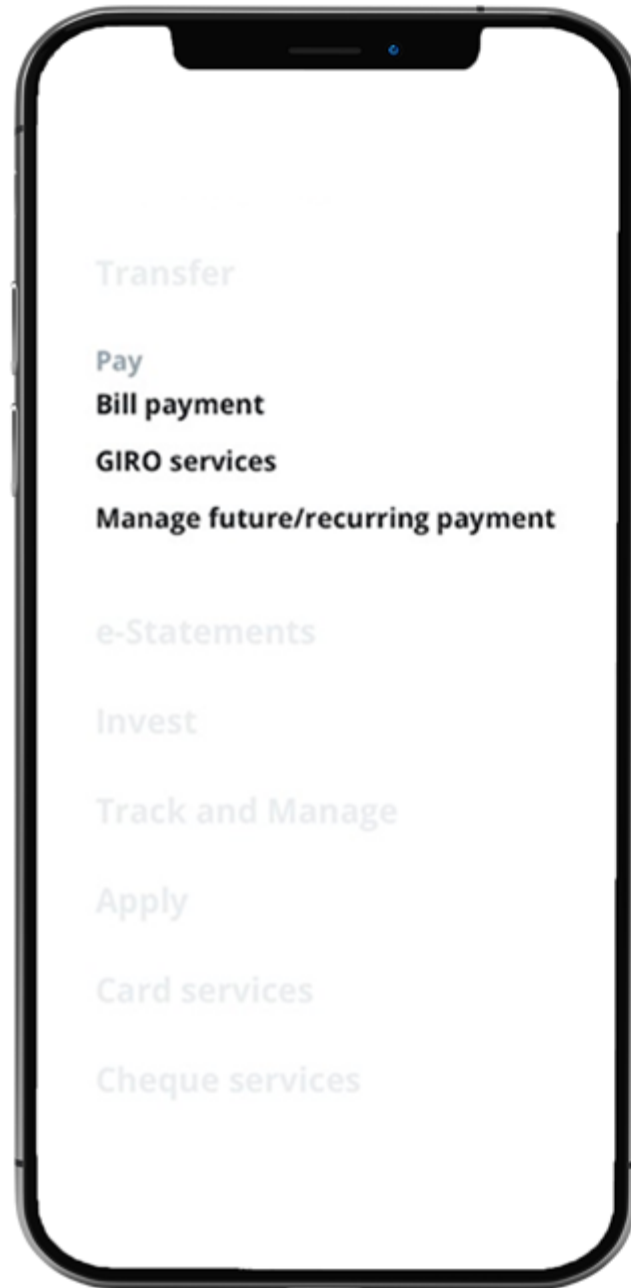 Transfer
Pay
Bill payment
GIRO services
Manage future/recurring payment
e-Statements
Invest
Track and Manage
Apply
Card services
Cheque services